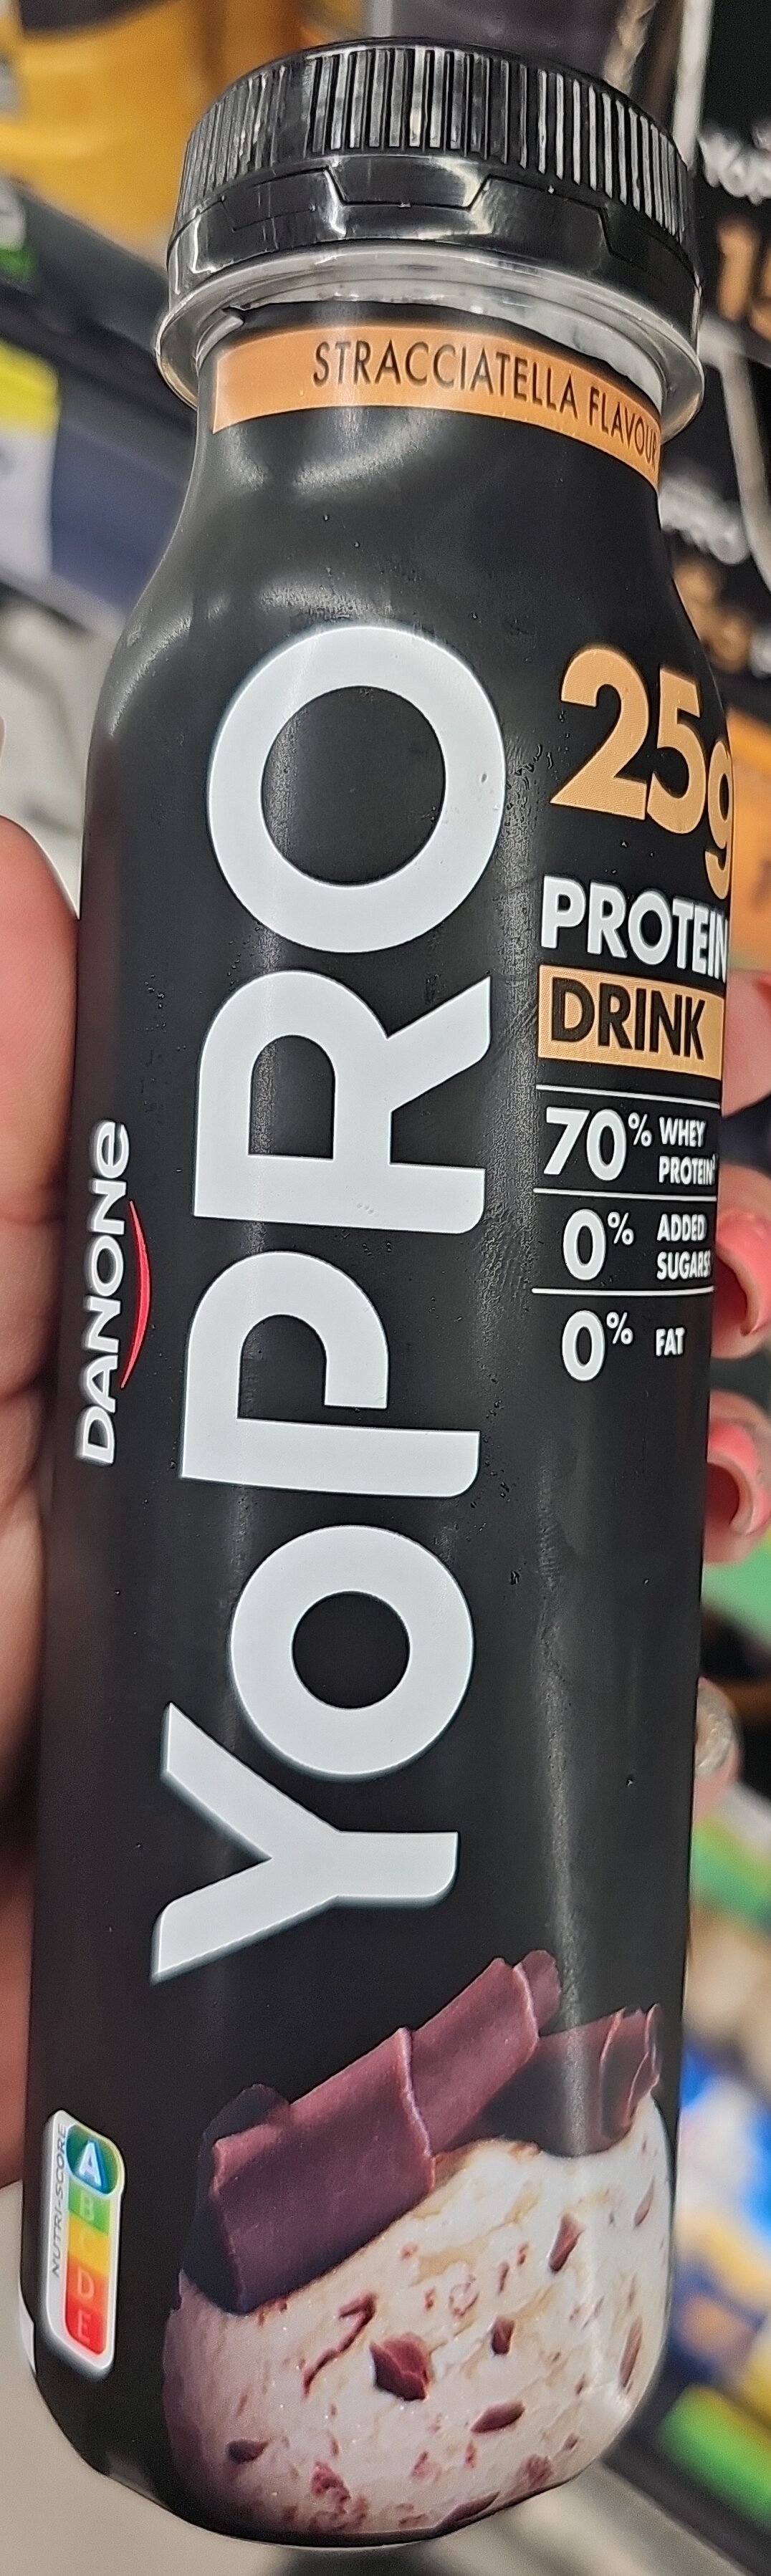 STRACCIATELLA FLAVOUR
DANONE
YoPRO
25g
PROTEIN
DRINK
70% WHEY
PROTEIN
0% ADDED
SUGARS
0% FAT
NUTRI-SCORE
A
B
C
D
E